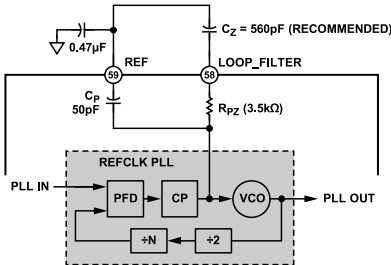 C_Z = 560pF (RECOMMENDED)
0.47µF
REF
59
58
LOOP_FILTER
C_P
50pF
R_PZ (3.5kΩ)
REFCLK PLL
PLL IN
PFD
CP
VCO
PLL OUT
÷N
÷2